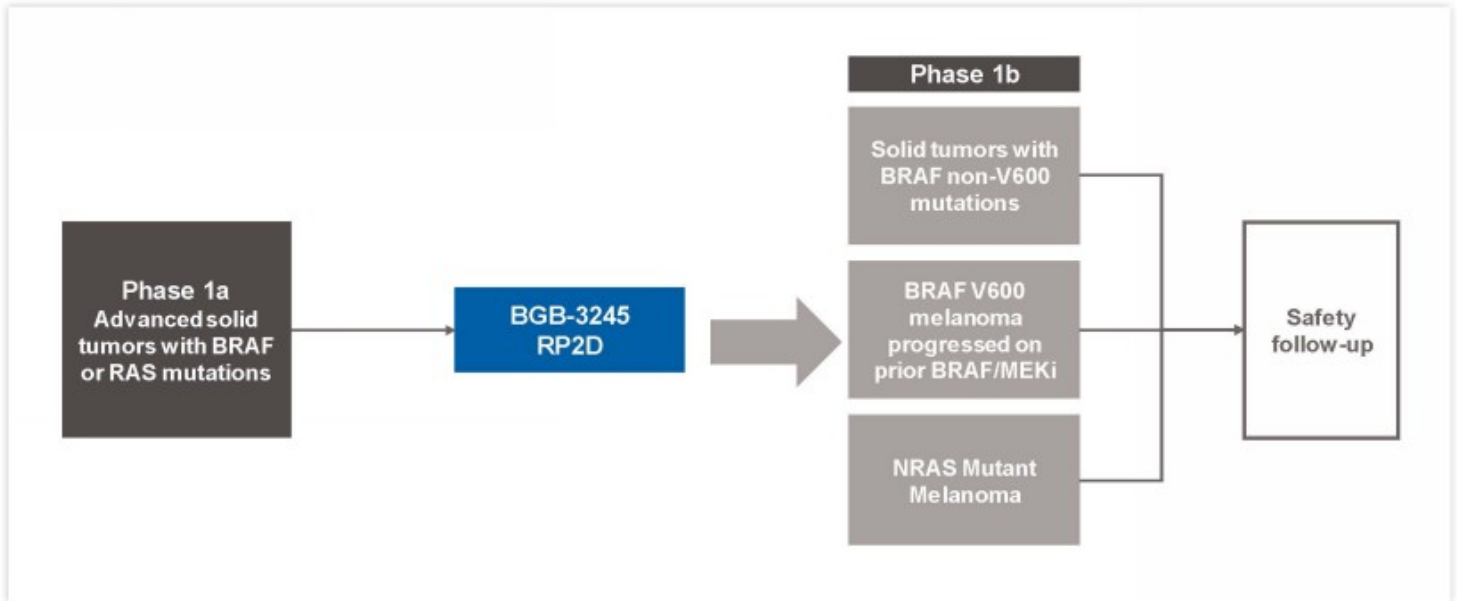 Phase 1a
Advanced solid
tumors with BRAF
or RAS mutations
BGB-3245
RP2D
Phase 1b
Solid tumors with
BRAF non-V600
mutations
BRAF V600
melanoma
progressed on
prior BRAF/MEKi
NRAS Mutant
Melanoma
Safety
follow-up